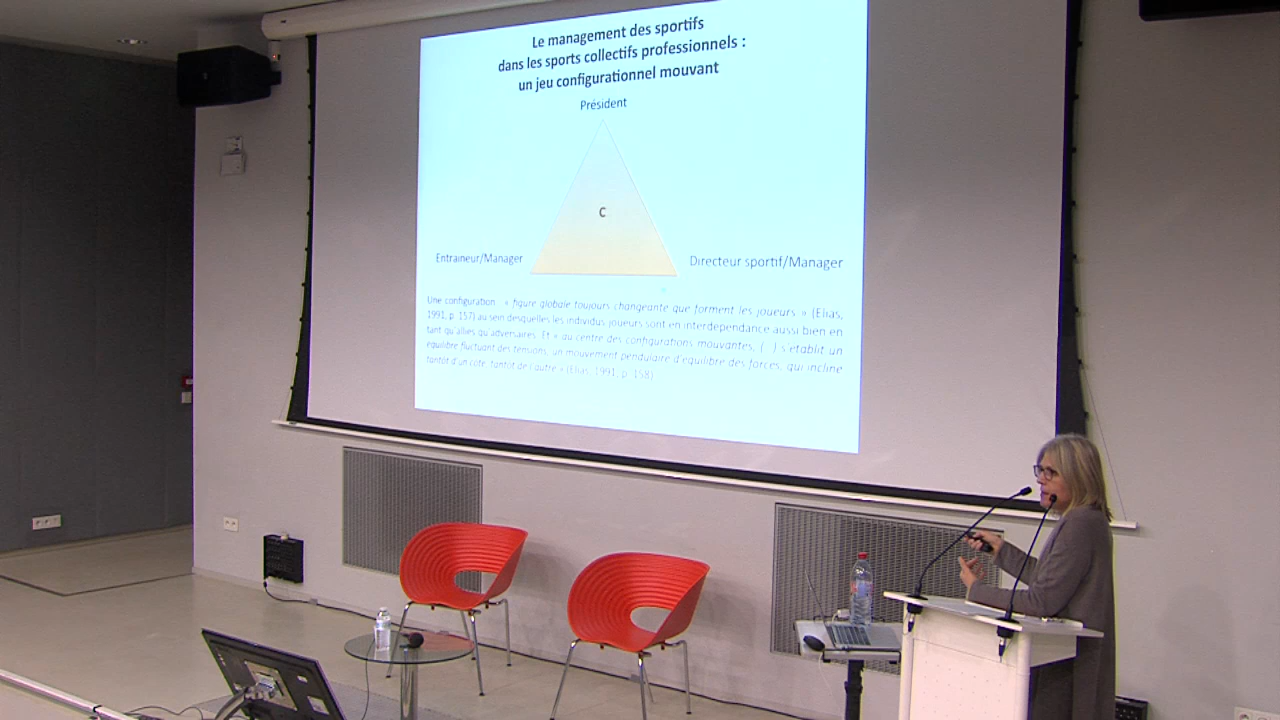 Le management des sportifs
dans les sports collectifs professionnels :
un jeu configurationnel mouvant
Président
C
Entraineur/Manager
Directeur sportif/Manager
Une configuration : « figure globale toujours changeante que forment les joueurs » (Elias,
1991, p. 157) au sein desquelles les individus joueurs sont en interdépendance aussi bien en
tant qu'alliés qu'adversaires. Et « au centre des configurations mouvantes, (...) s'établit un
équilibre fluctuant des tensions, un mouvement pendulaire d'équilibre des forces, qui incline
tantôt d'un côté, tantôt de l'autre » (Elias, 1991, p. 158)